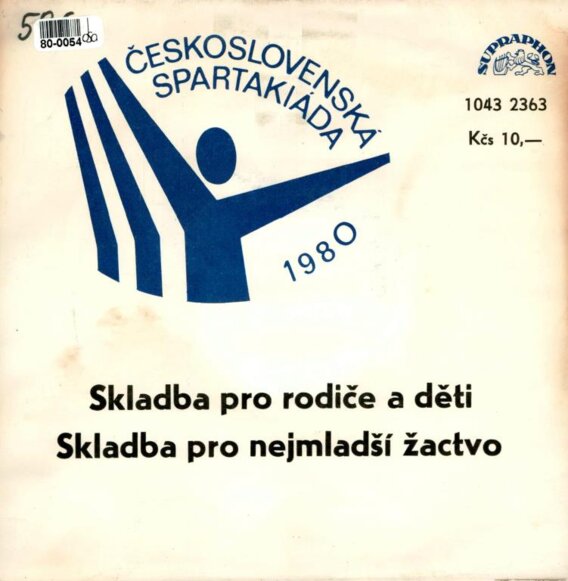 80-0054
ČESKOSLOVENSKÁ
SPARTAKIÁDA
1980
SUPRAPHON
1043 2363
Kčs 10,—
Skladba pro rodiče a děti
Skladba pro nejmladší žactvo